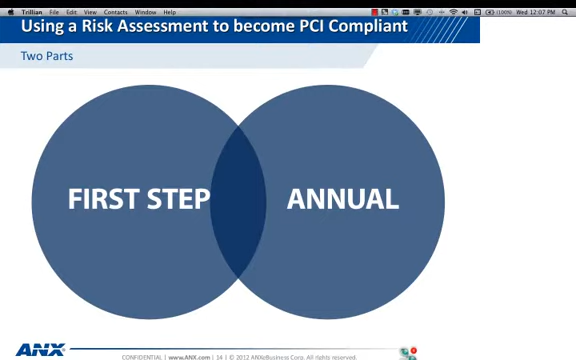 Trillian File Edit View Contacts Window Help (100%) Wed 12:07 PM
Using a Risk Assessment to become PCI Compliant
Two Parts
FIRST STEP
ANNUAL
ANX
CONFIDENTIAL | www.ANX.com | 14 | © 2012 ANXeBusiness Corp. All rights reserved.